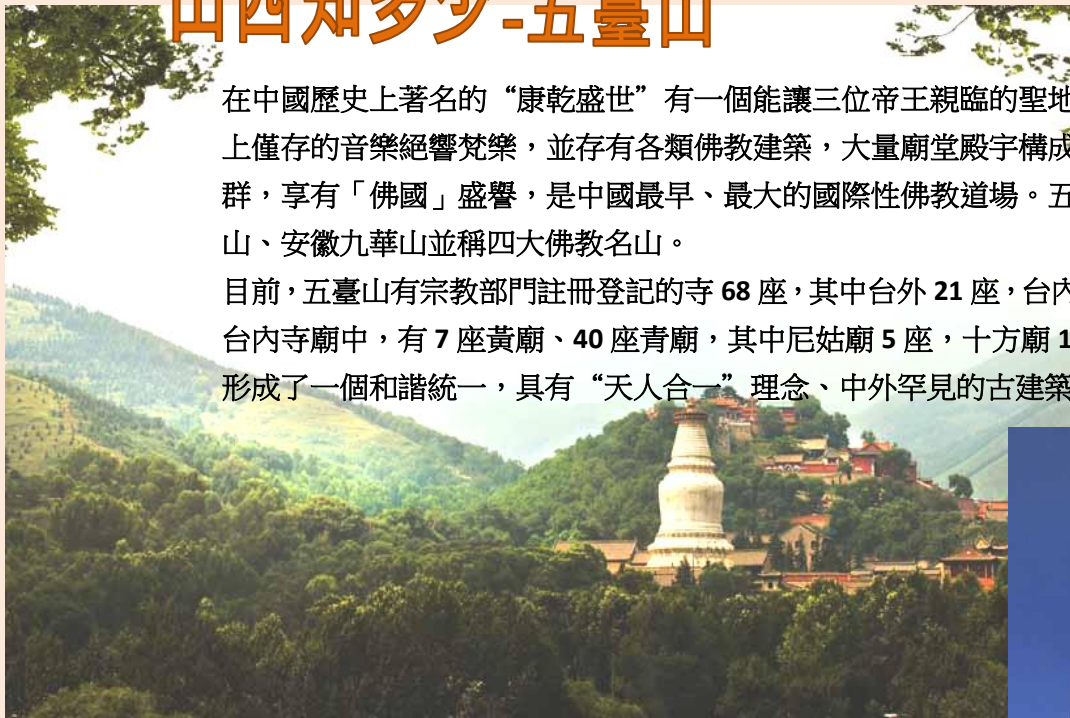 山西知多少-五臺山
在中國歷史上著名的“康乾盛世”有一個能讓三位帝王親臨的聖地
上僅存的音樂絕響梵樂，並存有各類佛教建築，大量廟堂殿宇構成
群，享有「佛國」盛譽，是中國最早、最大的國際性佛教道場。五
山、安徽九華山並稱四大佛教名山。
目前，五臺山有宗教部門註冊登記的寺 68 座，其中台外 21 座，台內
台內寺廟中，有 7 座黃廟、40 座青廟，其中尼姑廟 5 座，十方廟 1
形成了一個和諧統一，具有“天人合一”理念、中外罕見的古建築